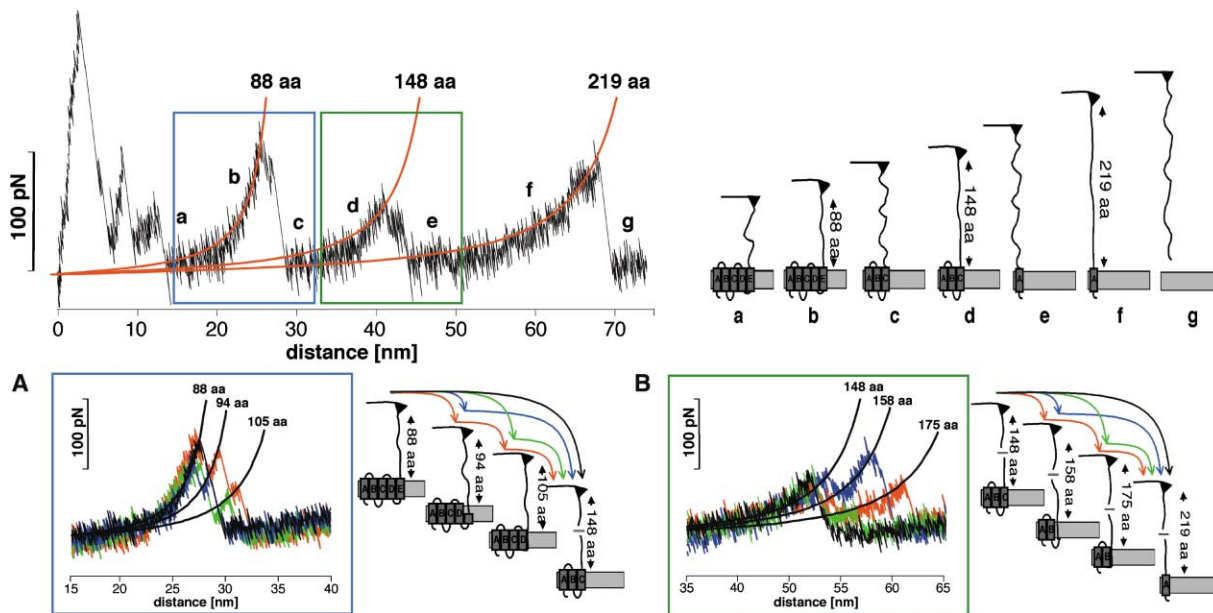 88 aa
148 aa
219 aa
100 pN
a
b
c
d
e
f
g
0
10
20
30
40
50
60
70
distance [nm]
A B C D E
A B C D E
88 aa
A B C
A B C
148 aa
A
A
219 aa
a
b
c
d
e
f
g
A
100 pN
88 aa
94 aa
105 aa
15
20
25
30
35
40
distance [nm]
A B C D E
88 aa
A B C D
94 aa
A B C D
105 aa
A B C
148 aa
B
100 pN
148 aa
158 aa
175 aa
35
40
45
50
55
60
65
distance [nm]
A B C
148 aa
A B
158 aa
A B
175 aa
A
219 aa